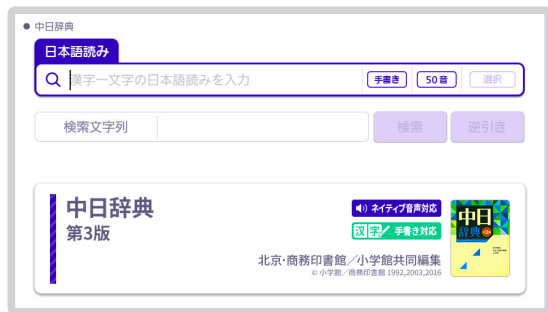 中日辞典
日本語読み
漢字一文字の日本語読みを入力 手書き 50音 選択
検索文字列 検索 逆引き
中日辞典
第3版
ネイティブ音声対応
汉字 手書き対応
北京・商務印書館／小学館共同編集
© 小学館／商務印書館 1992,2003,2016
中日
辞典